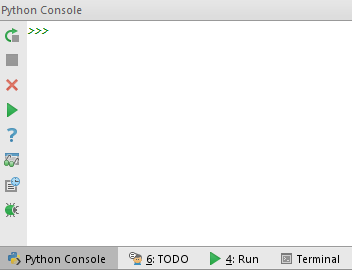 Python Console
>>>
?
Python Console 6: TODO 4: Run Terminal